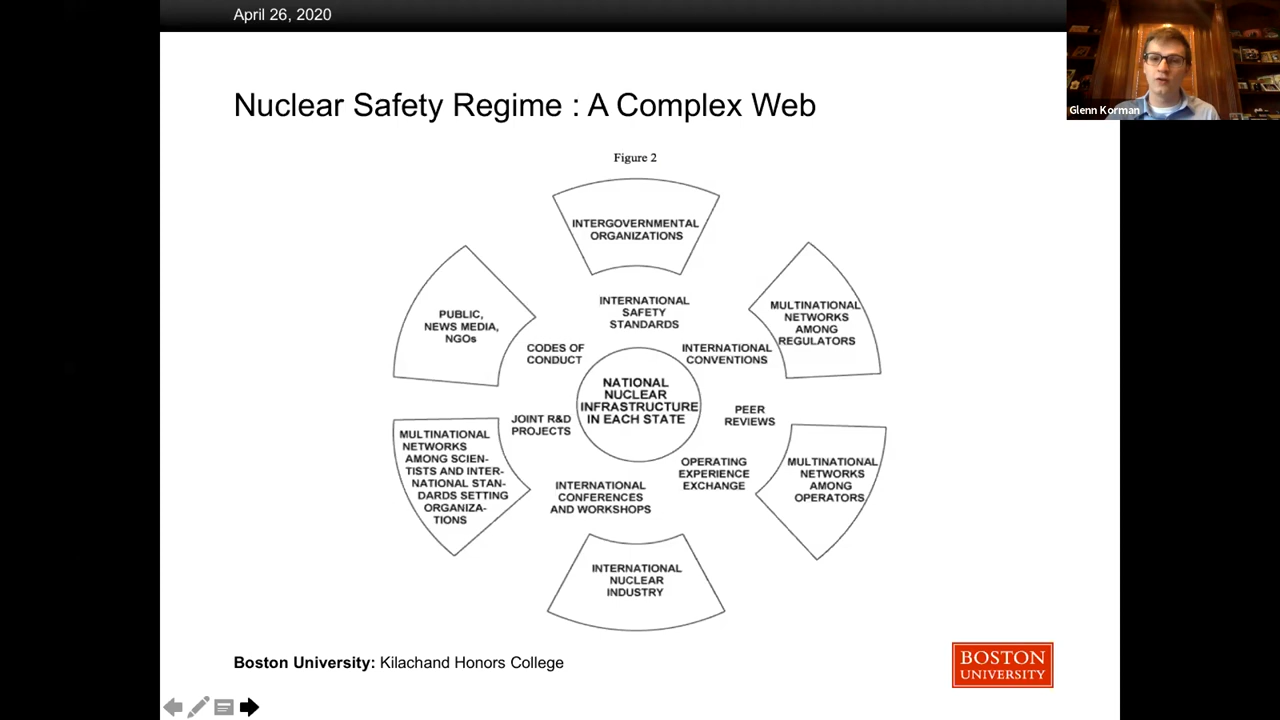 April 26, 2020
Glenn Korman
Nuclear Safety Regime : A Complex Web
Figure 2
INTERGOVERNMENTAL
ORGANIZATIONS
PUBLIC,
NEWS MEDIA,
NGOs
INTERNATIONAL
SAFETY
STANDARDS
MULTINATIONAL
NETWORKS
AMONG
REGULATORS
CODES OF
CONDUCT
INTERNATIONAL
CONVENTIONS
NATIONAL
NUCLEAR
INFRASTRUCTURE
IN EACH STATE
JOINT R&D
PROJECTS
PEER
REVIEWS
MULTINATIONAL
NETWORKS
AMONG SCIEN-
TISTS AND INTER-
NATIONAL STAN-
DARDS SETTING
ORGANIZA-
TIONS
OPERATING
EXPERIENCE
EXCHANGE
MULTINATIONAL
NETWORKS
AMONG
OPERATORS
INTERNATIONAL
CONFERENCES
AND WORKSHOPS
INTERNATIONAL
NUCLEAR
INDUSTRY
Boston University: Kilachand Honors College
BOSTON
UNIVERSITY